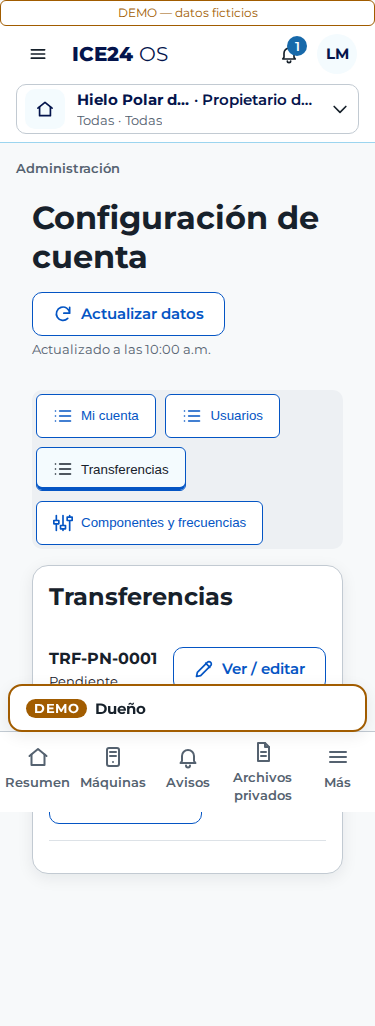 DEMO — datos ficticios
ICE24 OS
1
LM
Hielo Polar d... · Propietario d...
Todas · Todas
Administración
Configuración de
cuenta
Actualizar datos
Actualizado a las 10:00 a.m.
Mi cuenta
Usuarios
Transferencias
Componentes y frecuencias
Transferencias
TRF-PN-0001
Ver / editar
Pendiente
DEMO Dueño
Resumen
Máquinas
Avisos
Archivos
privados
Más